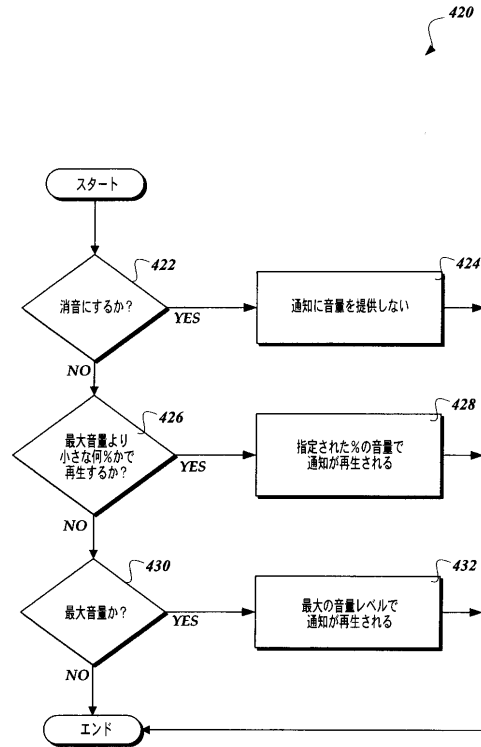 420
スタート
422
消音にするか?
YES
424
通知に音量を提供しない
NO
426
最大音量より
小さな何%かで
再生するか?
YES
428
指定された%の音量で
通知が再生される
NO
430
最大音量か?
YES
432
最大の音量レベルで
通知が再生される
NO
エンド